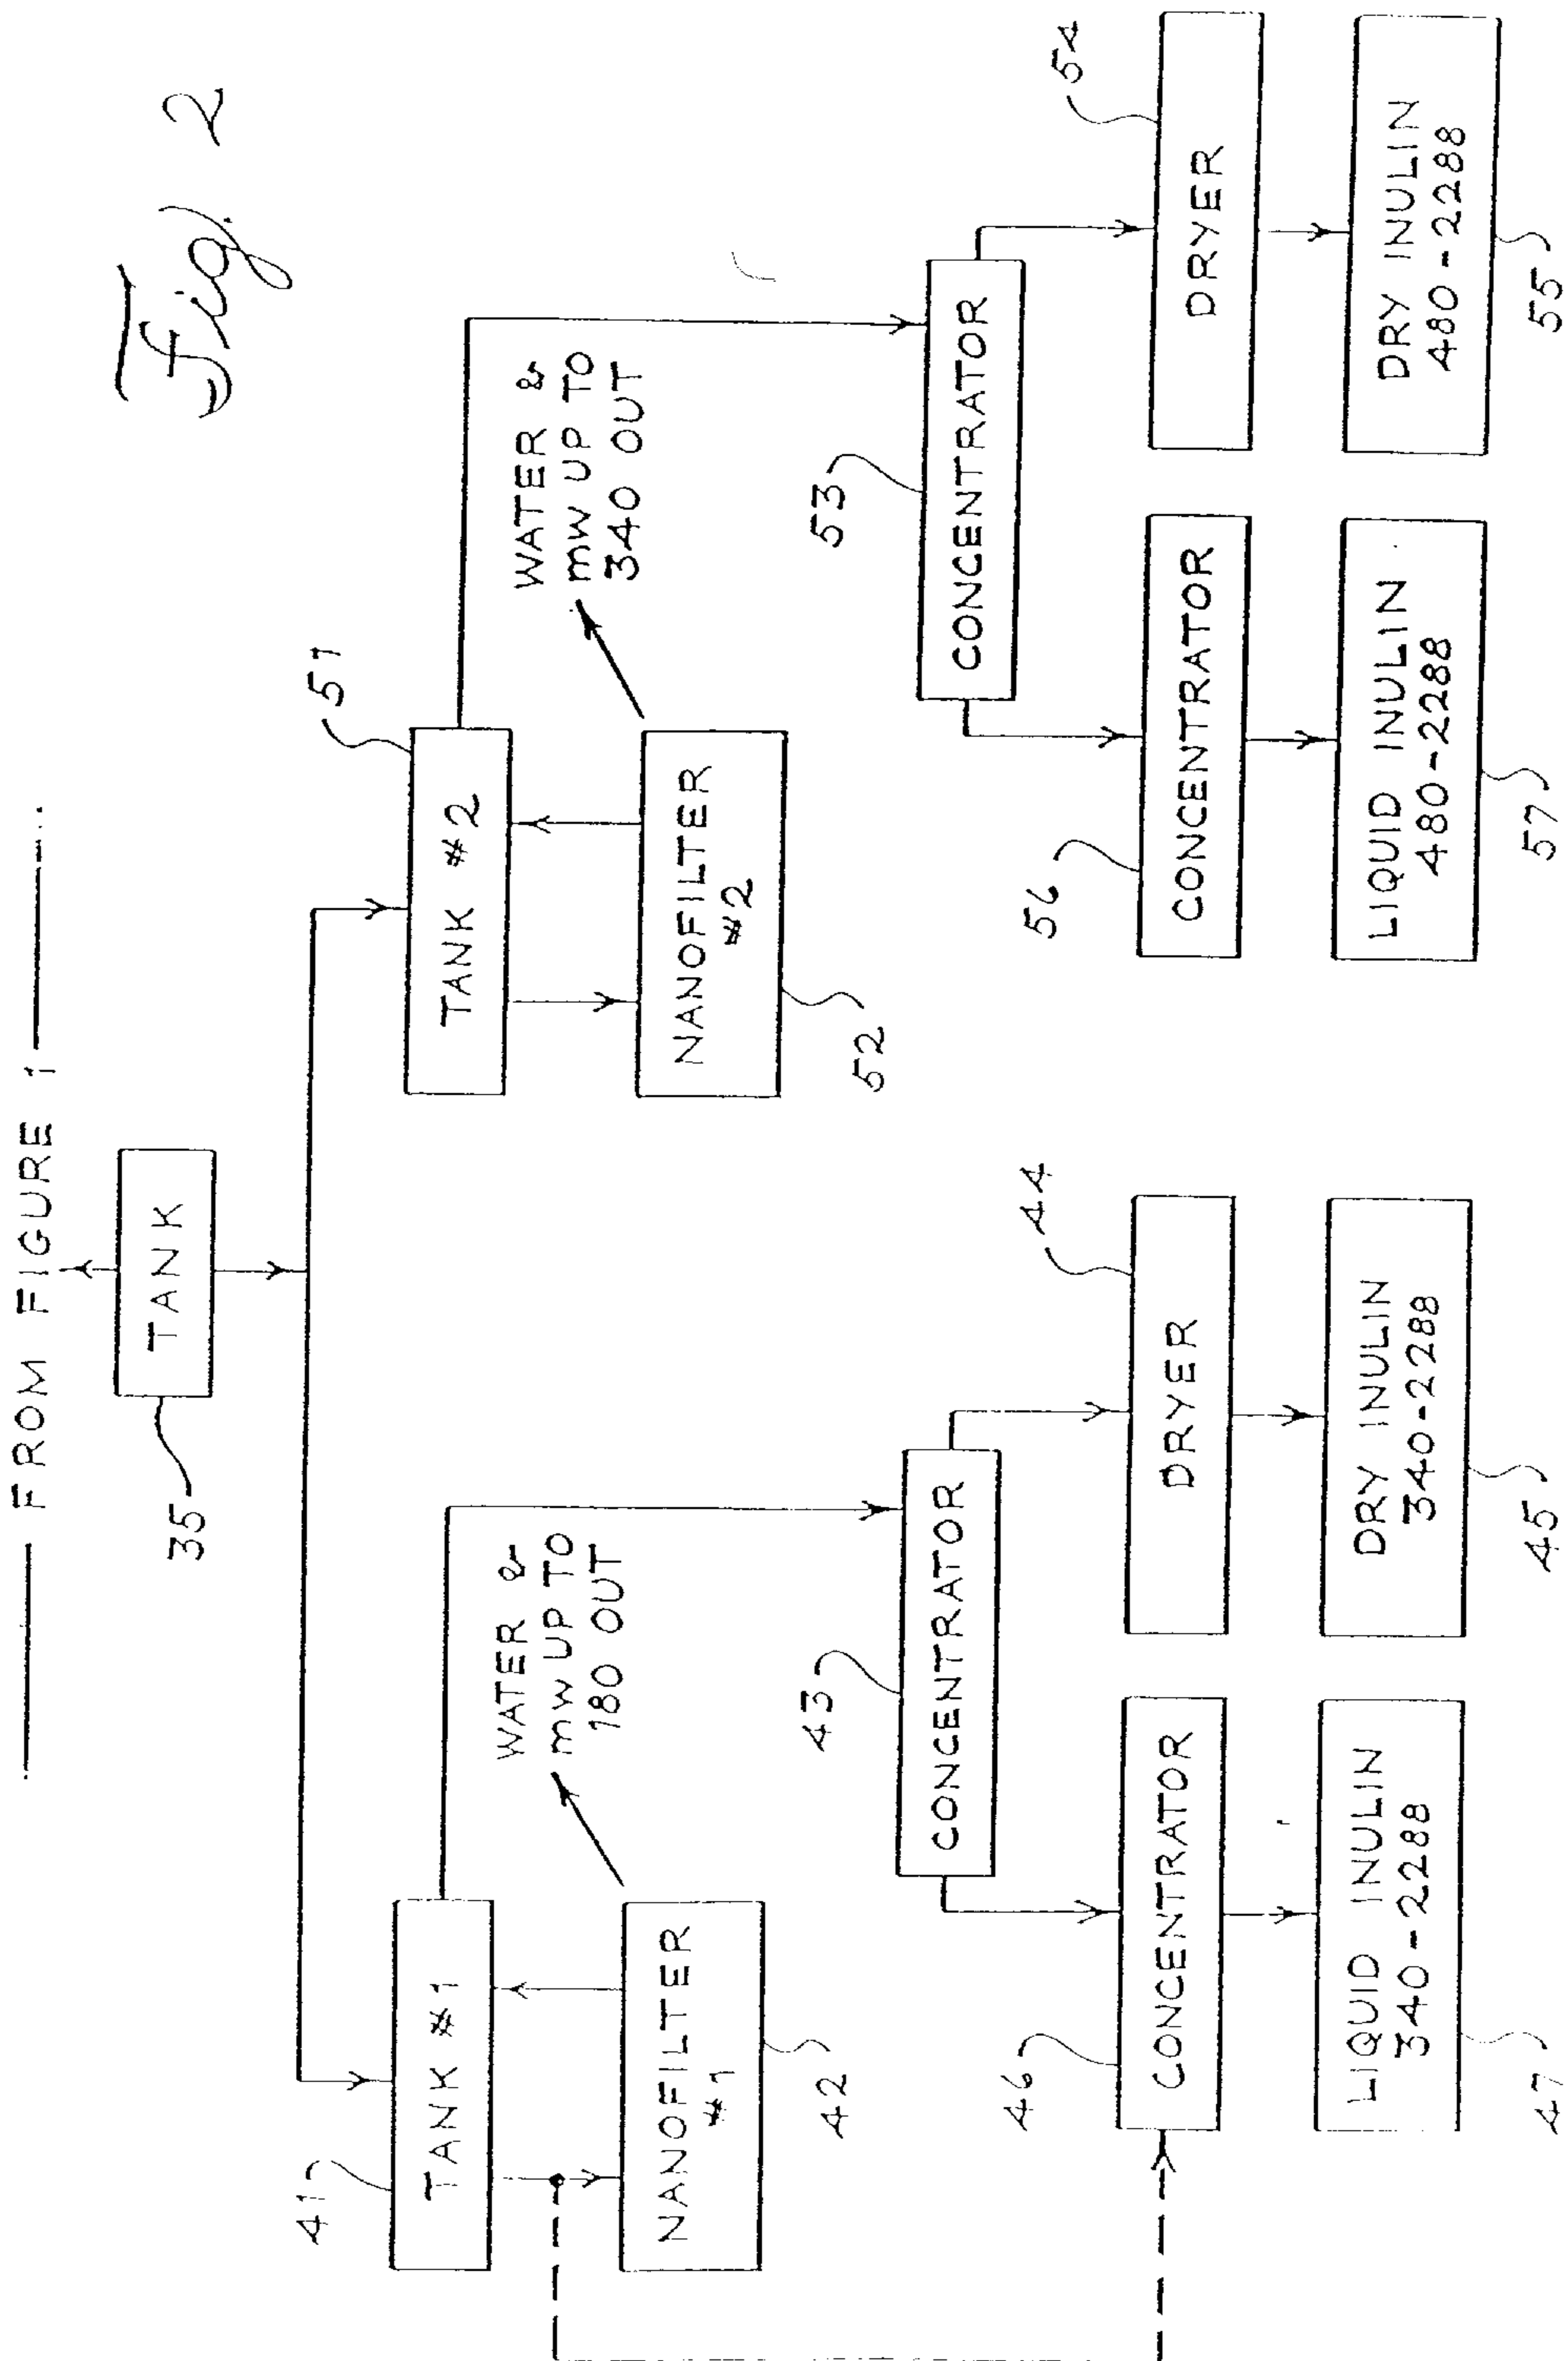 Fig. 2
FROM FIGURE 1
TANK
35
TANK #1
41
NANOFILTER
#1
42
WATER &
mw UP TO
180 OUT
CONCENTRATOR
43
DRYER
44
DRY INULIN
340-2288
45
CONCENTRATOR
46
LIQUID INULIN
340-2288
47
TANK #2
51
NANOFILTER
#2
52
WATER &
mw UP TO
340 OUT
CONCENTRATOR
53
DRYER
54
DRY INULIN
480-2288
55
CONCENTRATOR
56
LIQUID INULIN
480-2288
57